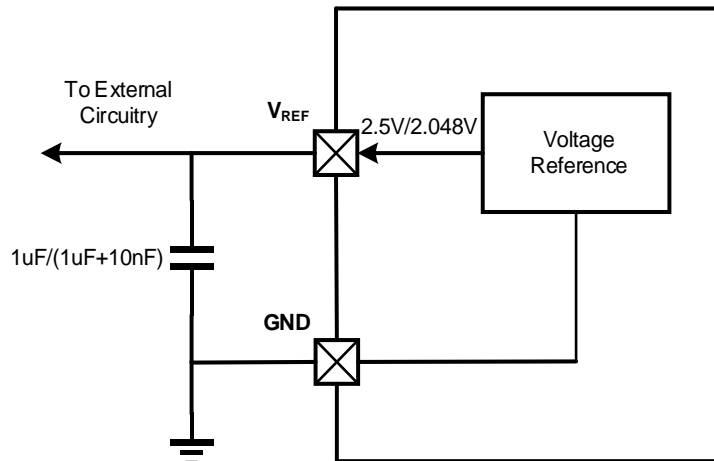 To External
Circuitry
VREF
2.5V/2.048V
Voltage
Reference
1uF/(1uF+10nF)
GND